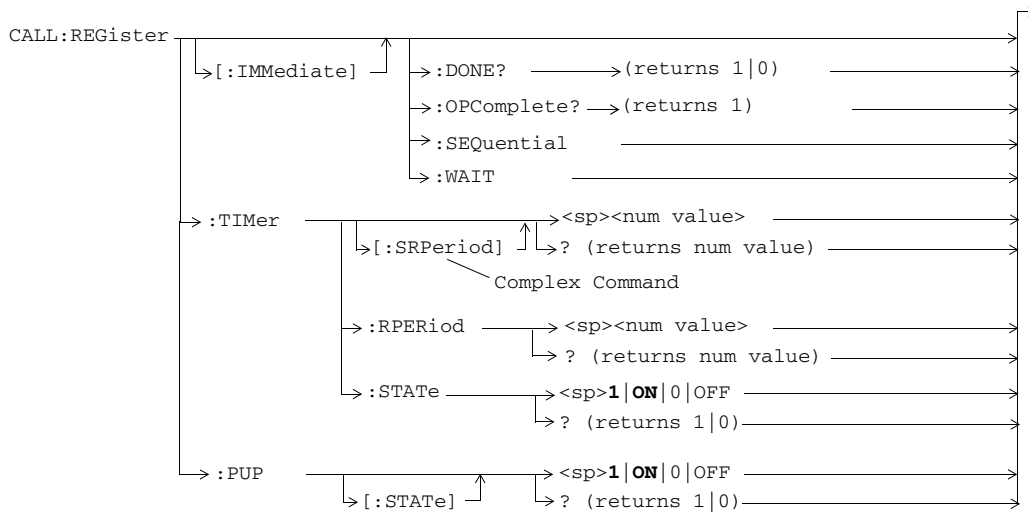 CALL:REGister
[:IMMediate]
:DONE? (returns 1|0)
:OPComplete? (returns 1)
:SEQuential
:WAIT
:TIMer <sp><num value>
[:SRPeriod] ? (returns num value)
Complex Command
:RPERiod <sp><num value>
? (returns num value)
:STATe <sp>1|ON|0|OFF
? (returns 1|0)
:PUP <sp>1|ON|0|OFF
[:STATe] ? (returns 1|0)